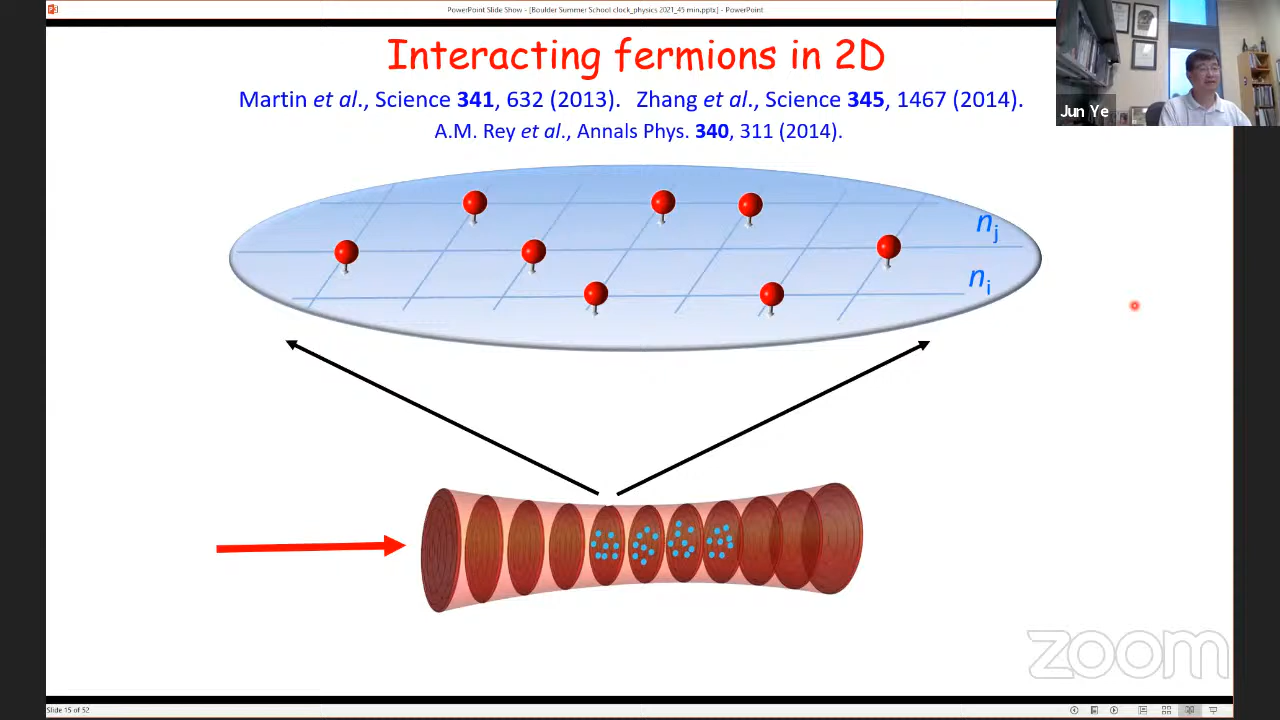 PowerPoint Slide Show - [Boulder Summer School clock_physics 2021_45 min.pptx] - PowerPoint
Interacting fermions in 2D
Martin et al., Science 341, 632 (2013). Zhang et al., Science 345, 1467 (2014).
A.M. Rey et al., Annals Phys. 340, 311 (2014).
Jun Ye
nj
ni
zoom
Slide 15 of 52